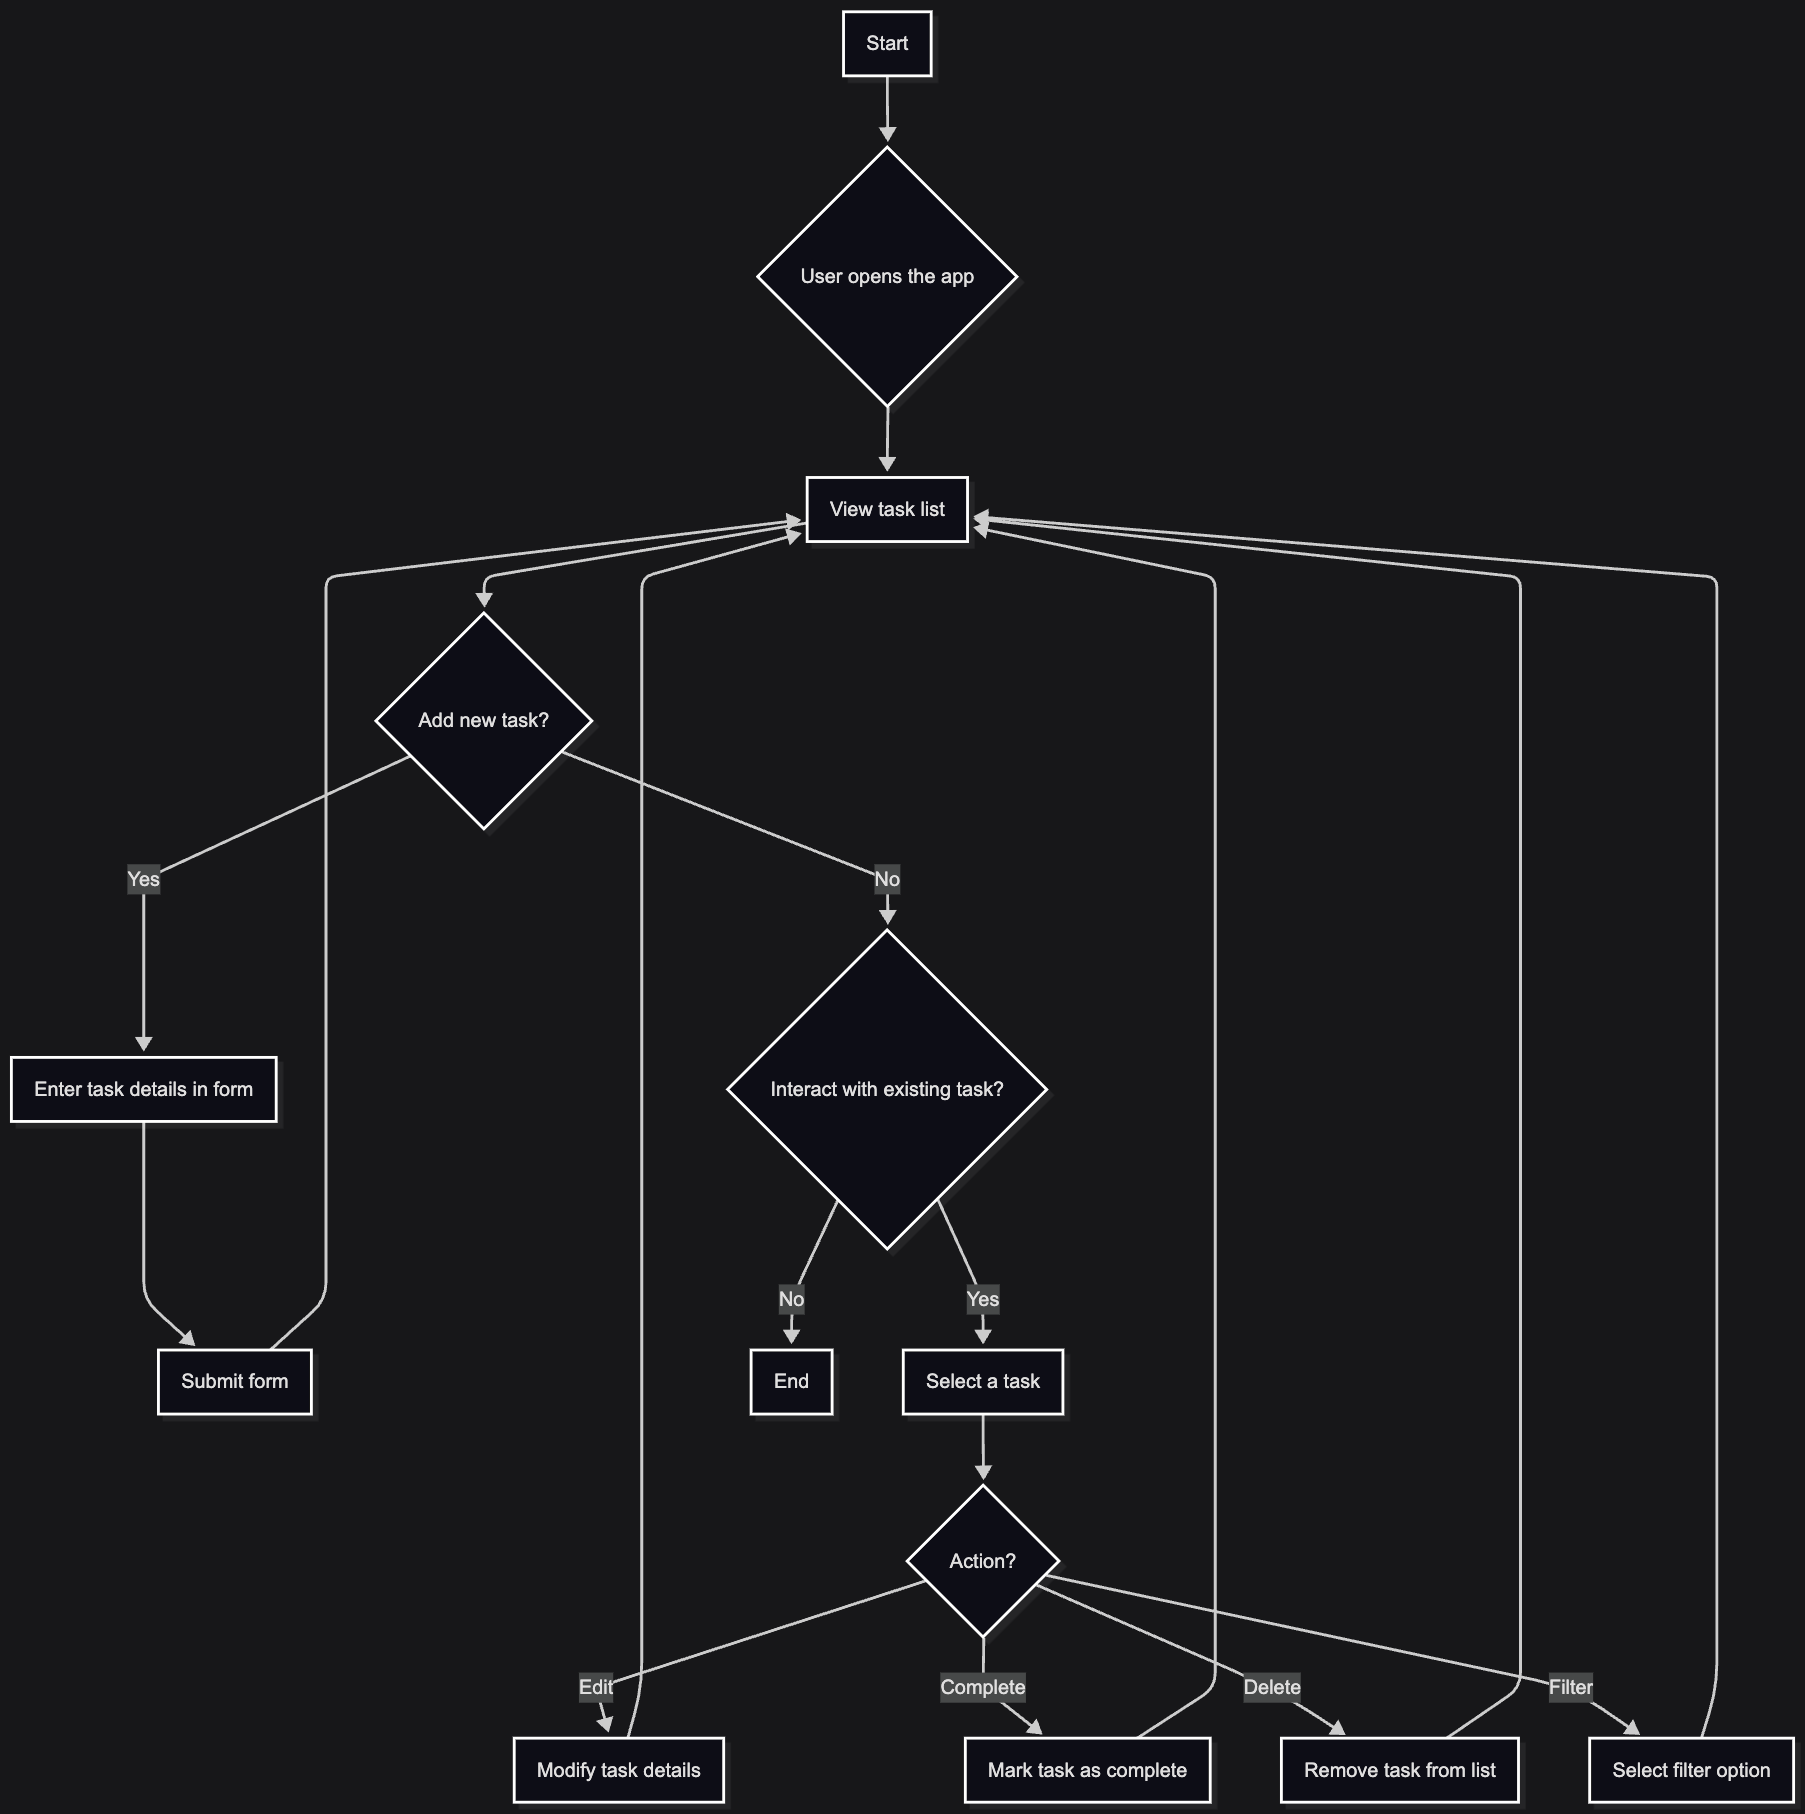 Start
User opens the app
View task list
Add new task?
Yes
No
Enter task details in form
Interact with existing task?
No
Yes
Submit form
End
Select a task
Action?
Edit
Complete
Delete
Filter
Modify task details
Mark task as complete
Remove task from list
Select filter option